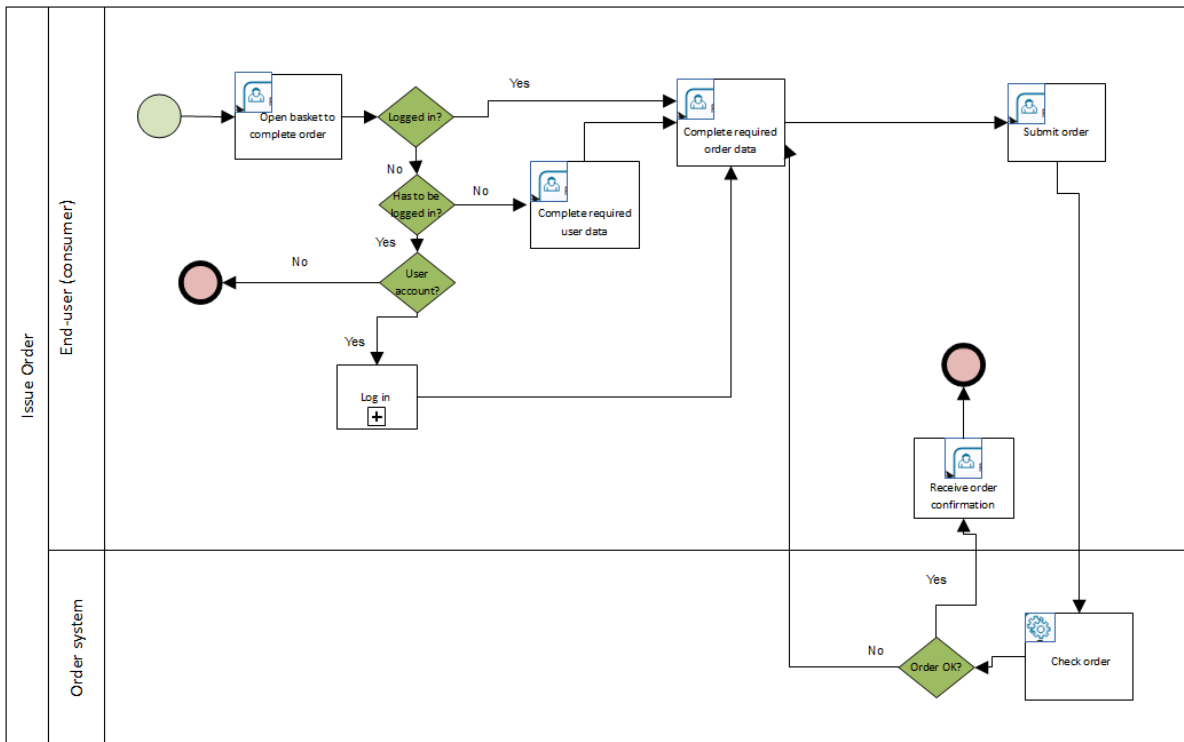 Issue Order
End-user (consumer)
Order system
Open basket to
complete order
Logged in?
Yes
No
Has to be
logged in?
No
Yes
Complete required
user data
Complete required
order data
Submit order
User
account?
No
Yes
Log in
Receive order
confirmation
Yes
Order OK?
No
Check order